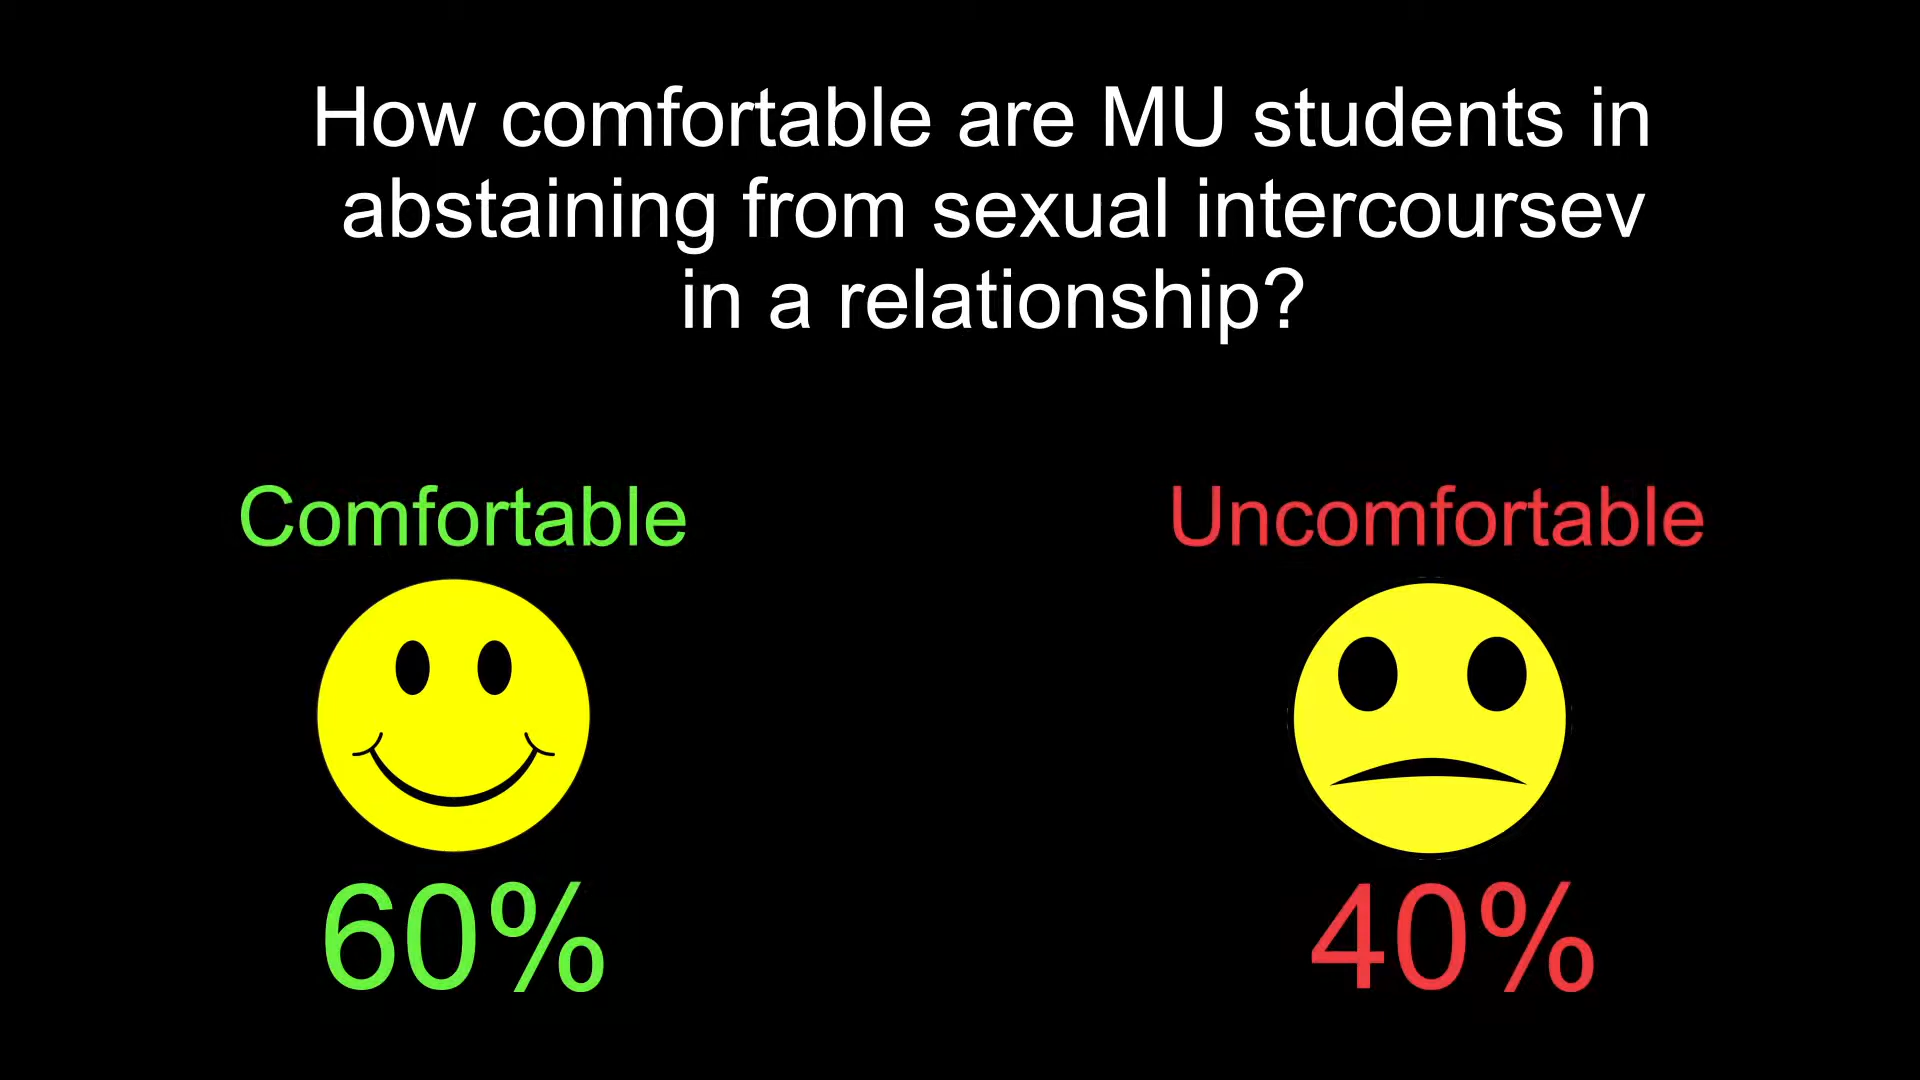 How comfortable are MU students in
abstaining from sexual intercoursev
in a relationship?
Comfortable
Uncomfortable
60%
40%